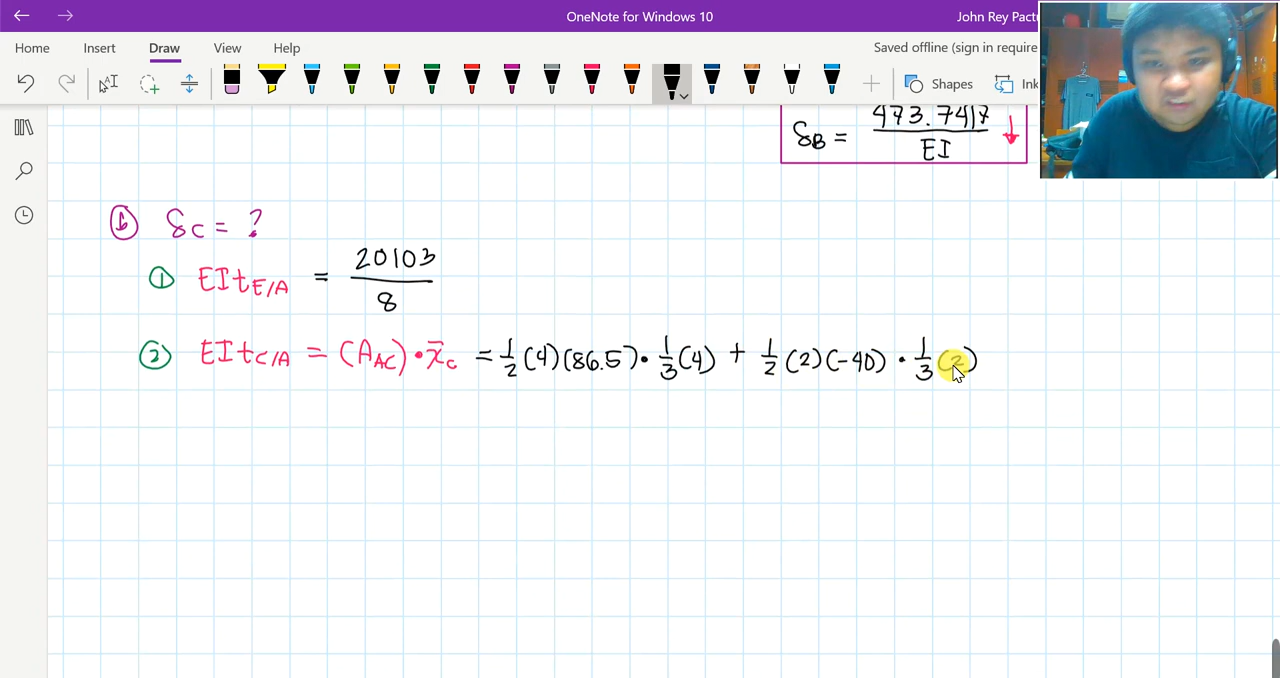 OneNote for Windows 10
John Rey Pactu
Home Insert Draw View Help
Saved offline (sign in require
Shapes
Ink
δB = 473.7417 / EI ↓
ⓑ δC = ?
① EItE/A = 20103 / 8
② EItC/A = (AAC) · x̄C = 1/2 (4)(86.5) · 1/3 (4) + 1/2 (2)(-40) · 1/3 (2)